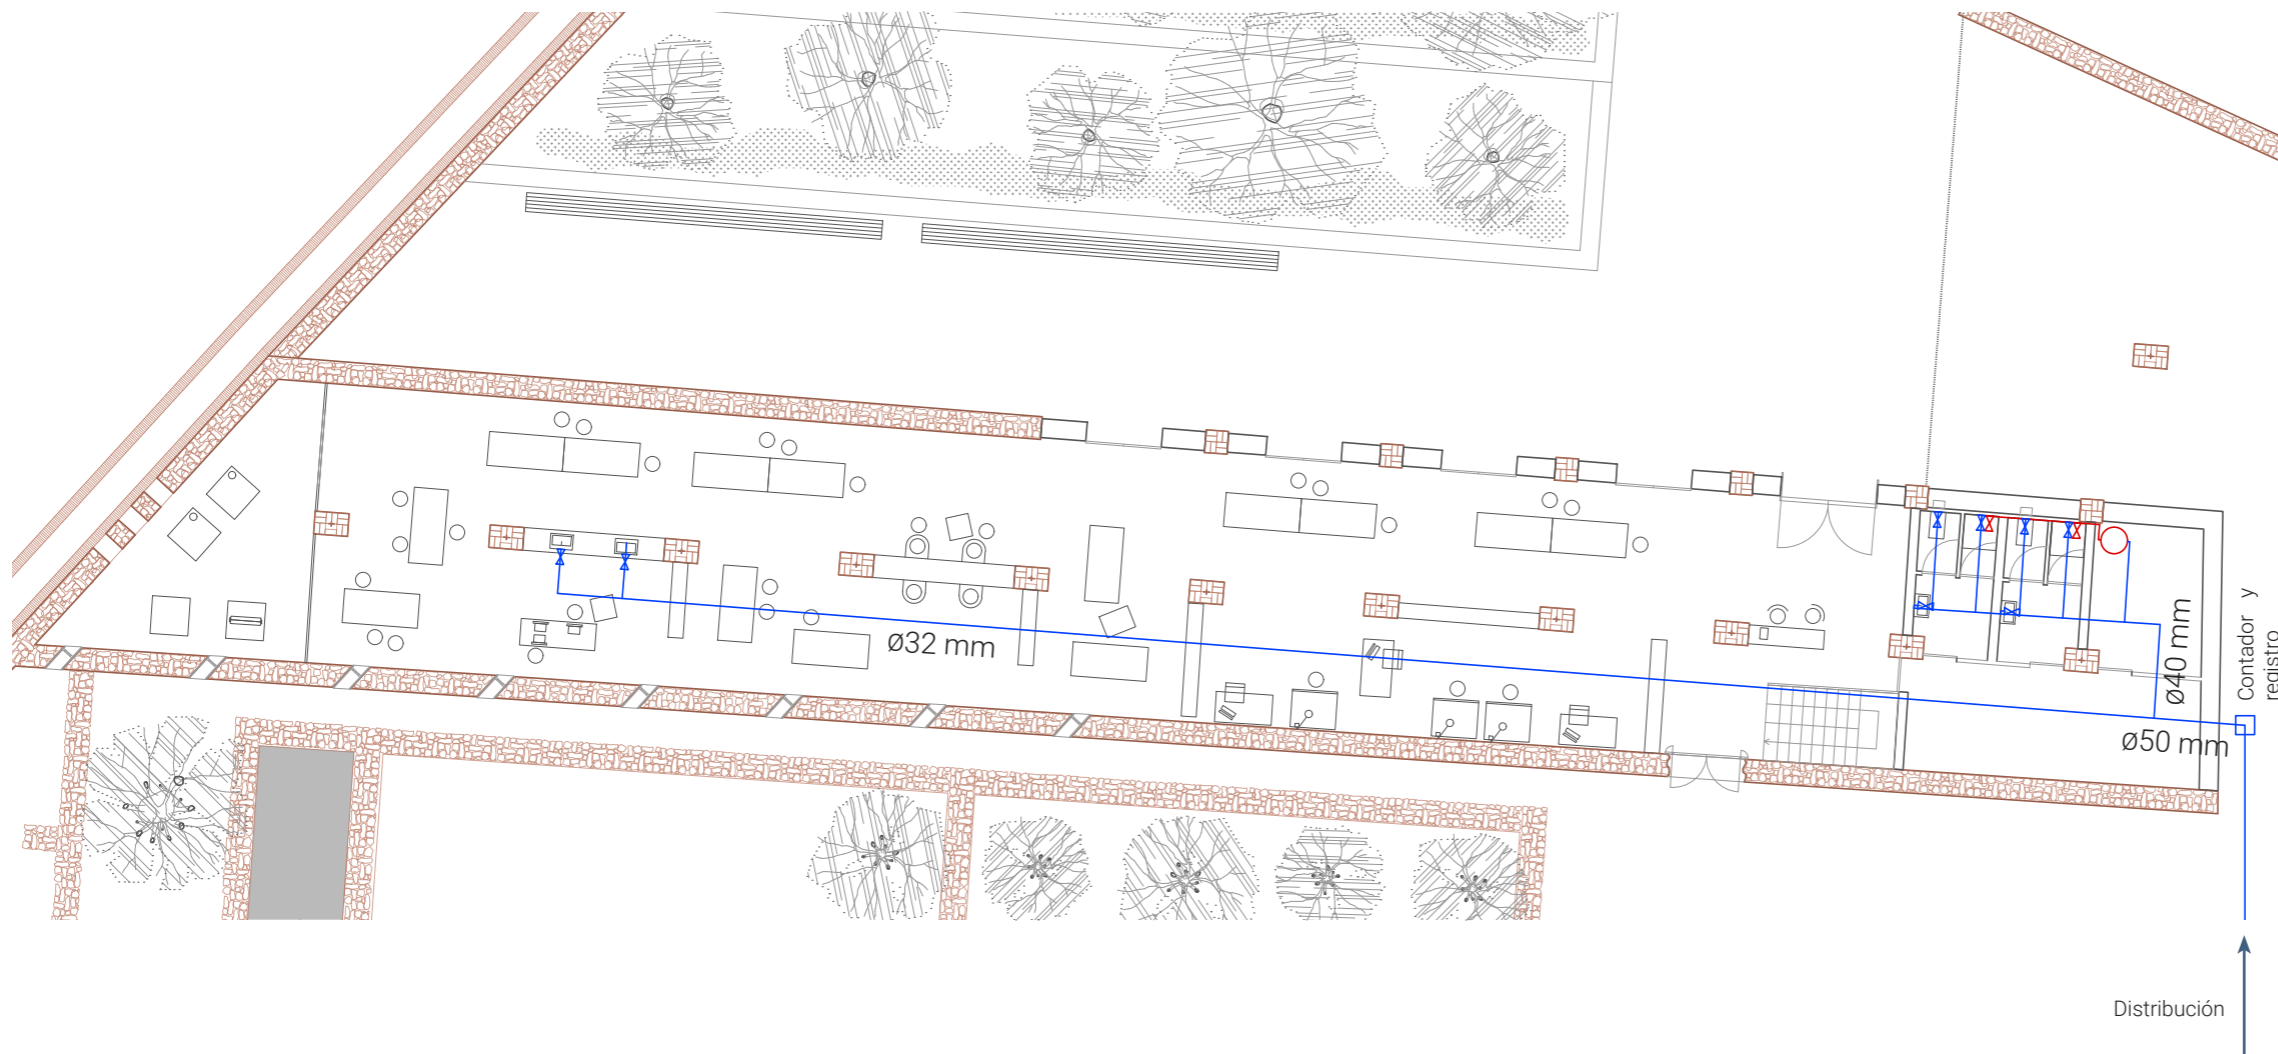 ø32 mm
ø40 mm
Contador y
registro
ø50 mm
Distribución